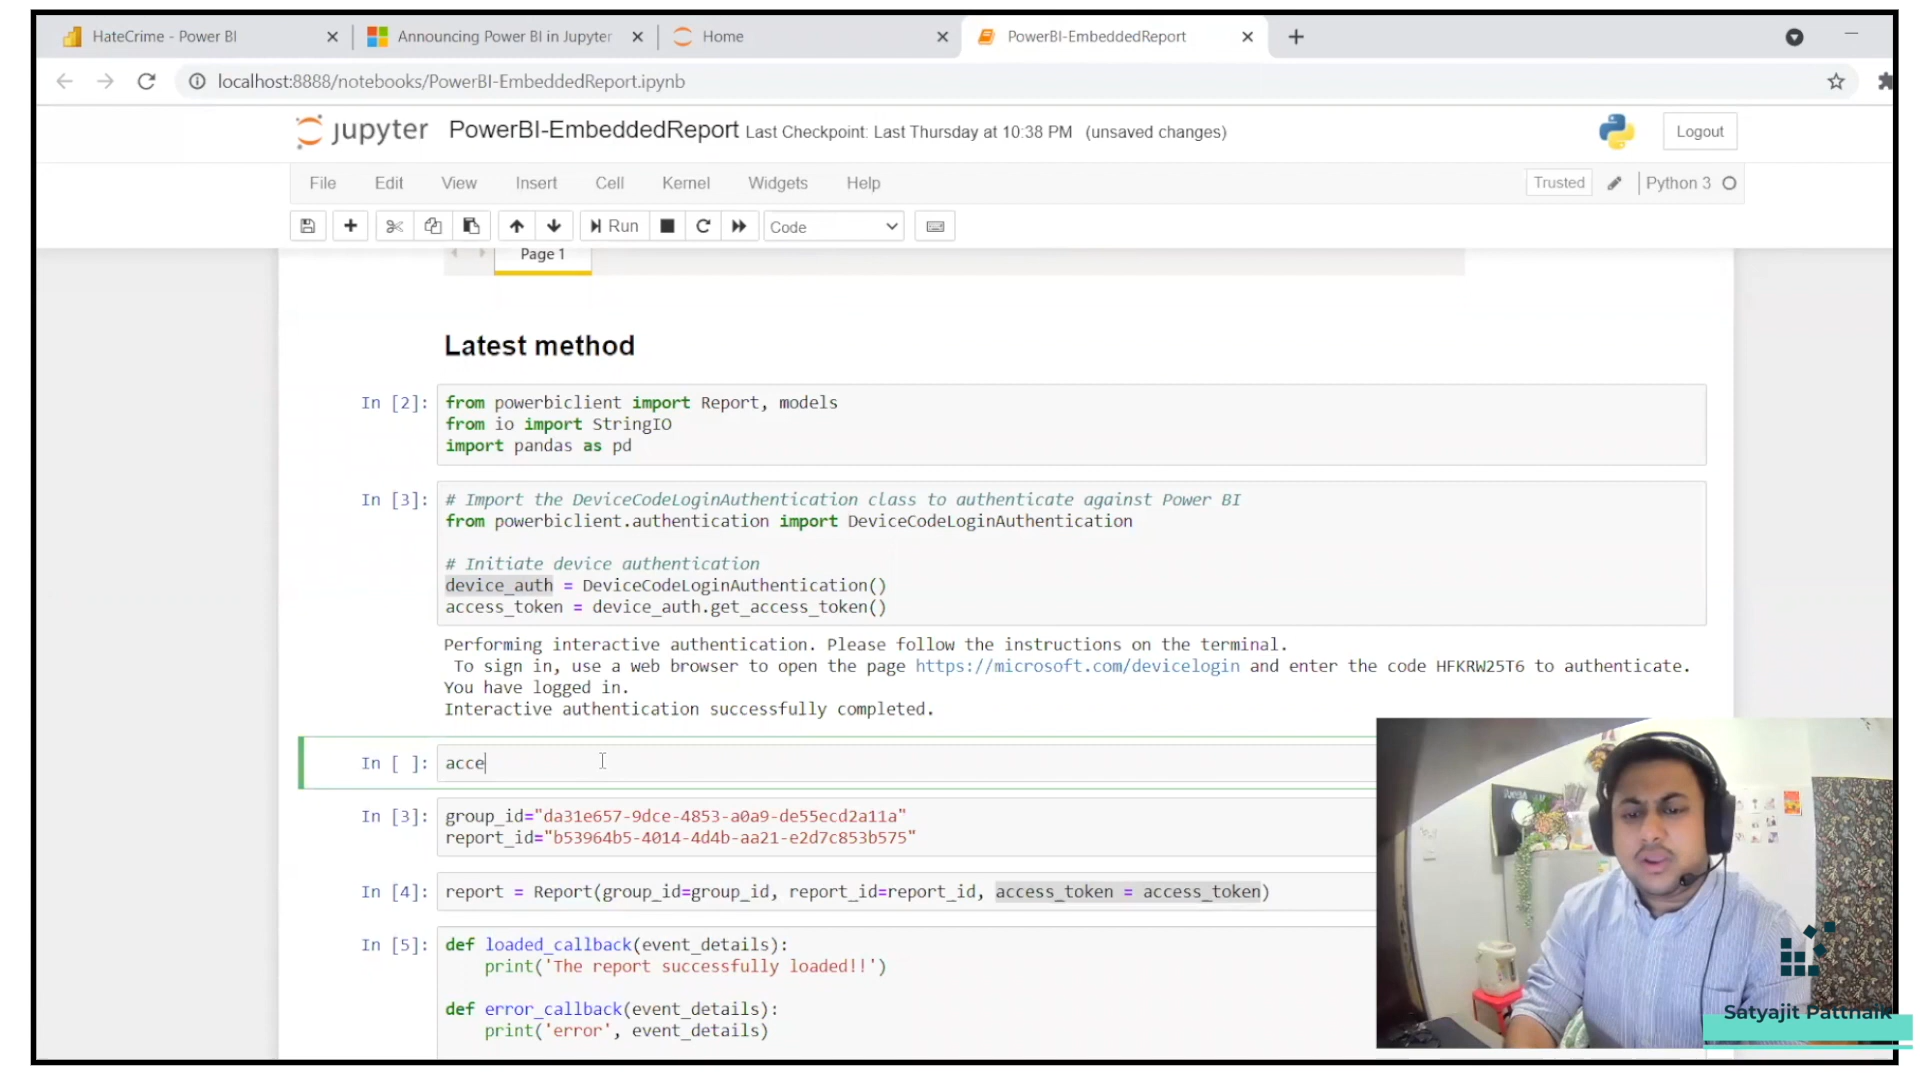 HateCrime - Power BI
Announcing Power BI in Jupyter
Home
PowerBI-EmbeddedReport
localhost:8888/notebooks/PowerBI-EmbeddedReport.ipynb
jupyter PowerBI-EmbeddedReport Last Checkpoint: Last Thursday at 10:38 PM (unsaved changes)
Logout
File Edit View Insert Cell Kernel Widgets Help
Trusted Python 3
Run Code
Page 1
Latest method
In [2]: from powerbiclient import Report, models
from io import StringIO
import pandas as pd
In [3]: # Import the DeviceCodeLoginAuthentication class to authenticate against Power BI
from powerbiclient.authentication import DeviceCodeLoginAuthentication
# Initiate device authentication
device_auth = DeviceCodeLoginAuthentication()
access_token = device_auth.get_access_token()
Performing interactive authentication. Please follow the instructions on the terminal.
To sign in, use a web browser to open the page https://microsoft.com/devicelogin and enter the code HFKRW25T6 to authenticate.
You have logged in.
Interactive authentication successfully completed.
In [ ]: acce
In [3]: group_id="da31e657-9dce-4853-a0a9-de55ecd2a11a"
report_id="b53964b5-4014-4d4b-aa21-e2d7c853b575"
In [4]: report = Report(group_id=group_id, report_id=report_id, access_token = access_token)
In [5]: def loaded_callback(event_details):
print('The report successfully loaded!!')
def error_callback(event_details):
print('error', event_details)
Satyajit Pattnaik